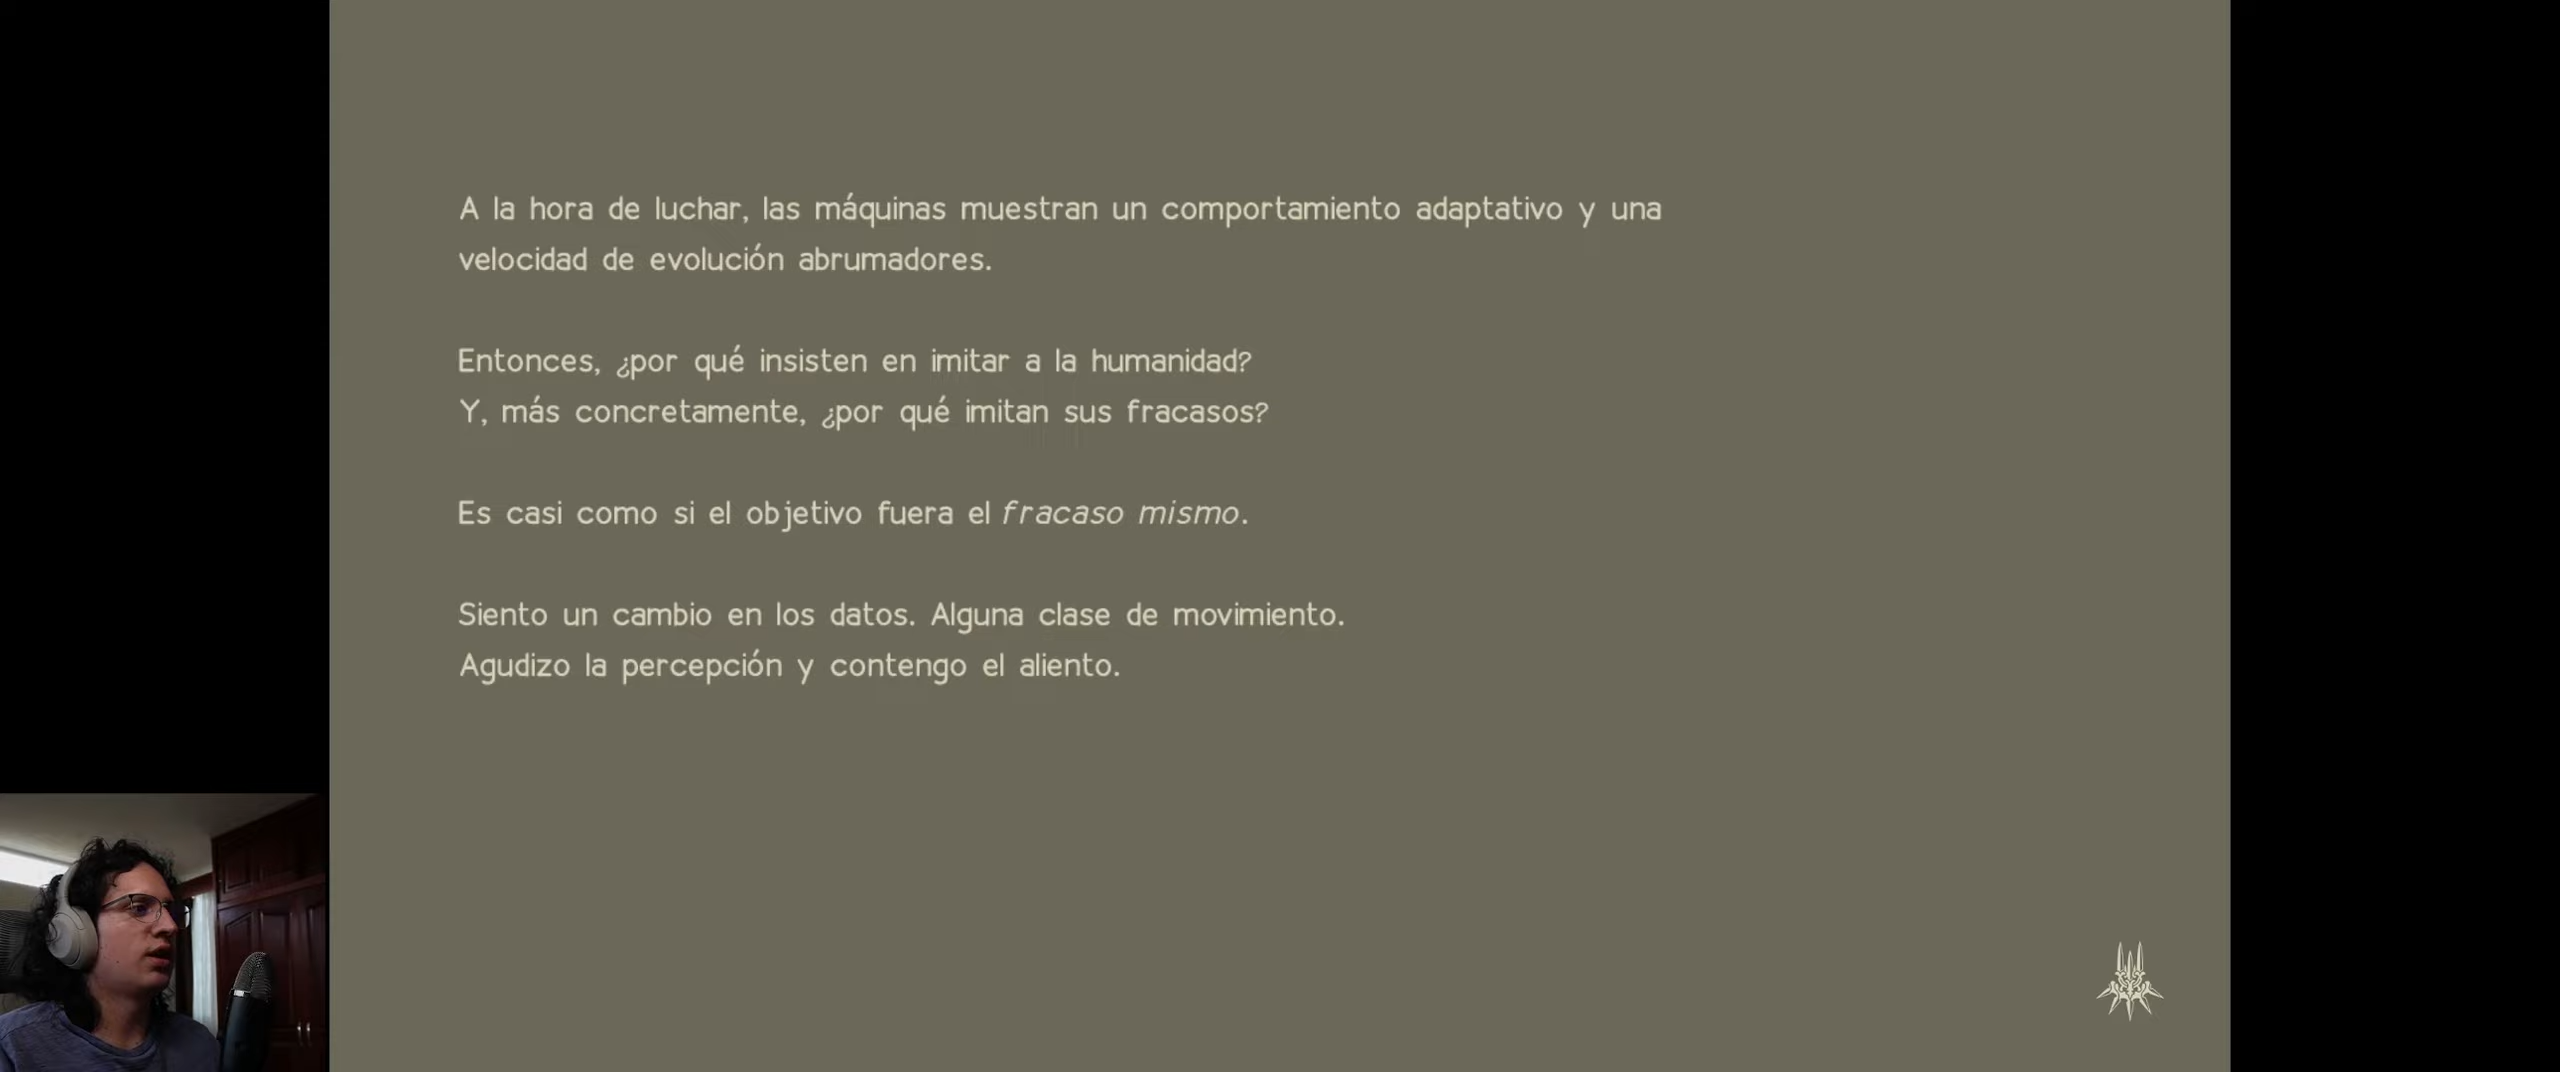 A la hora de luchar, las máquinas muestran un comportamiento adaptativo y una
velocidad de evolución abrumadores.
Entonces, ¿por qué insisten en imitar a la humanidad?
Y, más concretamente, ¿por qué imitan sus fracasos?
Es casi como si el objetivo fuera el fracaso mismo.
Siento un cambio en los datos. Alguna clase de movimiento.
Agudizo la percepción y contengo el aliento.